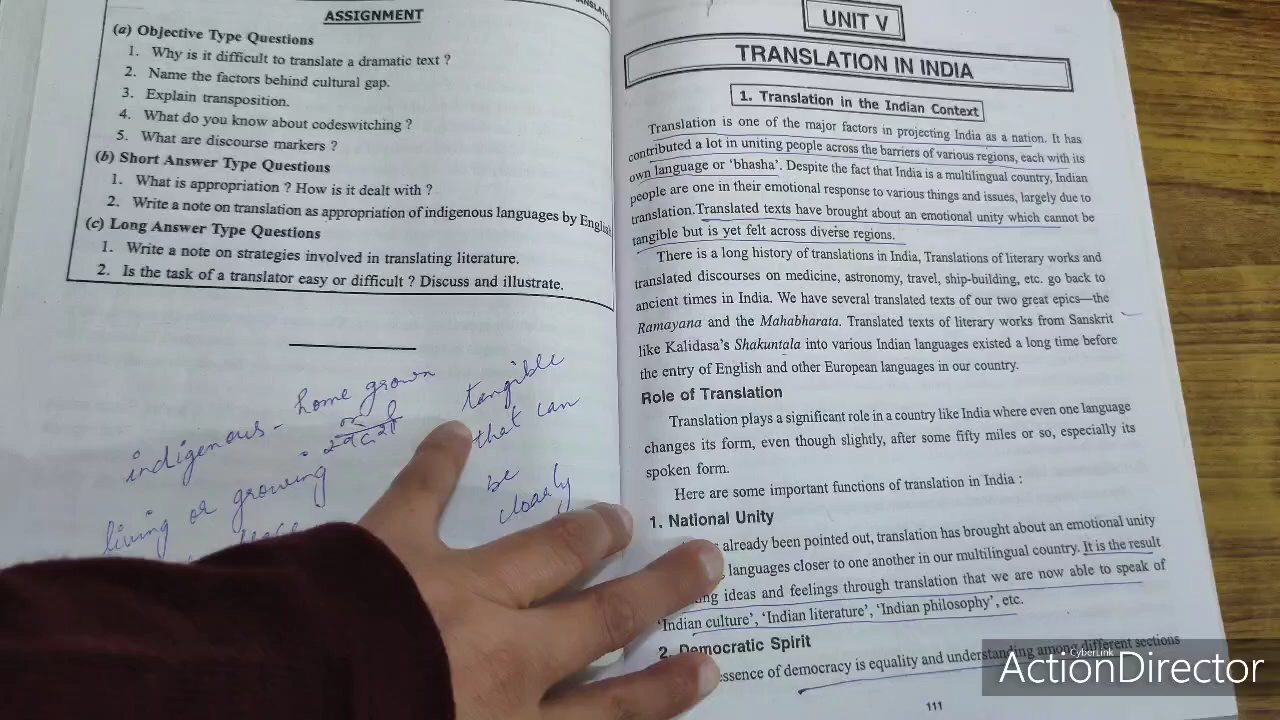 ASSIGNMENT
(a) Objective Type Questions
1. Why is it difficult to translate a dramatic text ?
2. Name the factors behind cultural gap.
3. Explain transposition.
4. What do you know about codeswitching ?
5. What are discourse markers ?
(b) Short Answer Type Questions
1. What is appropriation ? How is it dealt with ?
2. Write a note on translation as appropriation of indigenous languages by Englis
(c) Long Answer Type Questions
1. Write a note on strategies involved in translating literature.
2. Is the task of a translator easy or difficult ? Discuss and illustrate.
indigenous - home grown
or
living or growing
tangible
that can
be
clearly
UNIT V
TRANSLATION IN INDIA
1. Translation in the Indian Context
Translation is one of the major factors in projecting India as a nation. It has
contributed a lot in uniting people across the barriers of various regions, each with its
own language or 'bhasha'. Despite the fact that India is a multilingual country, Indian
people are one in their emotional response to various things and issues, largely due to
translation. Translated texts have brought about an emotional unity which cannot be
tangible but is yet felt across diverse regions.
There is a long history of translations in India, Translations of literary works and
translated discourses on medicine, astronomy, travel, ship-building, etc. go back to
ancient times in India. We have several translated texts of our two great epics—the
Ramayana and the Mahabharata. Translated texts of literary works from Sanskrit
like Kalidasa's Shakuntala into various Indian languages existed a long time before
the entry of English and other European languages in our country.
Role of Translation
Translation plays a significant role in a country like India where even one language
changes its form, even though slightly, after some fifty miles or so, especially its
spoken form.
Here are some important functions of translation in India :
1. National Unity
already been pointed out, translation has brought about an emotional unity
languages closer to one another in our multilingual country. It is the result
ng ideas and feelings through translation that we are now able to speak of
'Indian culture', 'Indian literature', 'Indian philosophy', etc.
2. Democratic Spirit
essence of democracy is equality and understanding among different sections
111
CyberLink
ActionDirector